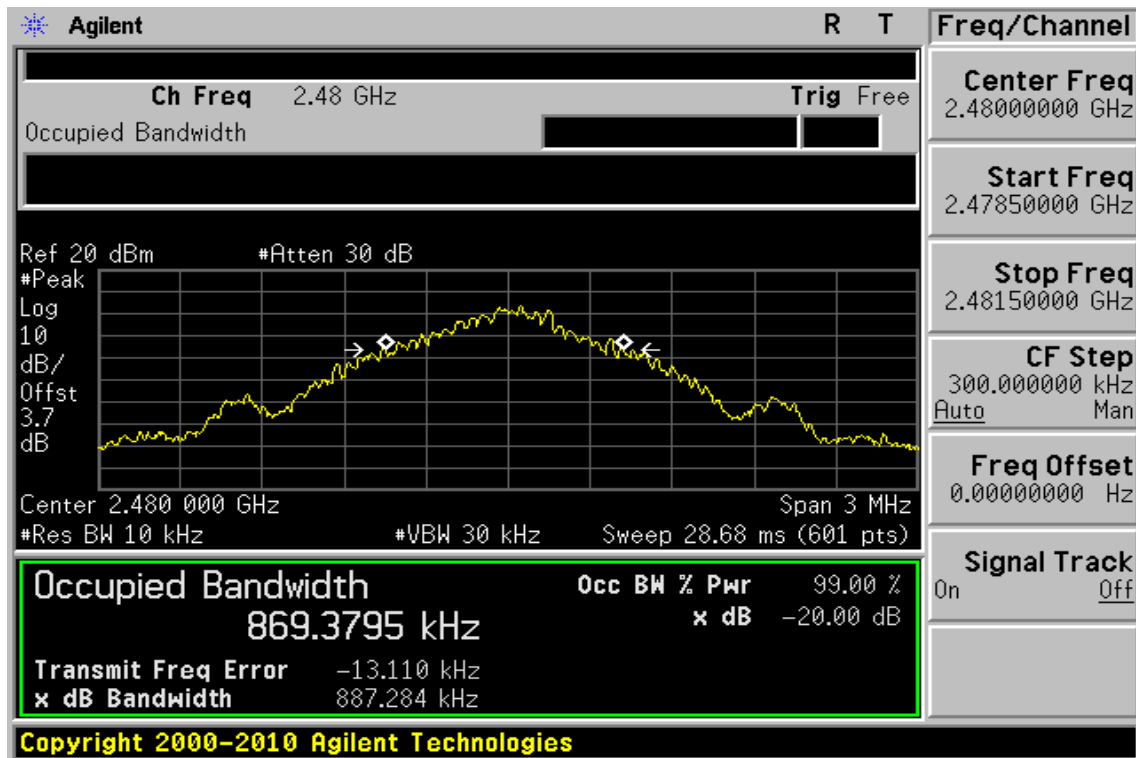 Agilent R T
Ch Freq 2.48 GHz Trig Free
Occupied Bandwidth
Ref 20 dBm #Atten 30 dB
#Peak
Log
10
dB/
Offst
3.7
dB
Center 2.480 000 GHz Span 3 MHz
#Res BW 10 kHz #VBW 30 kHz Sweep 28.68 ms (601 pts)
Occupied Bandwidth
869.3795 kHz
Occ BW % Pwr 99.00 %
x dB -20.00 dB
Transmit Freq Error -13.110 kHz
x dB Bandwidth 887.284 kHz
Copyright 2000-2010 Agilent Technologies
Freq/Channel
Center Freq
2.48000000 GHz
Start Freq
2.47850000 GHz
Stop Freq
2.48150000 GHz
CF Step
300.000000 kHz
Auto Man
Freq Offset
0.00000000 Hz
Signal Track
On Off